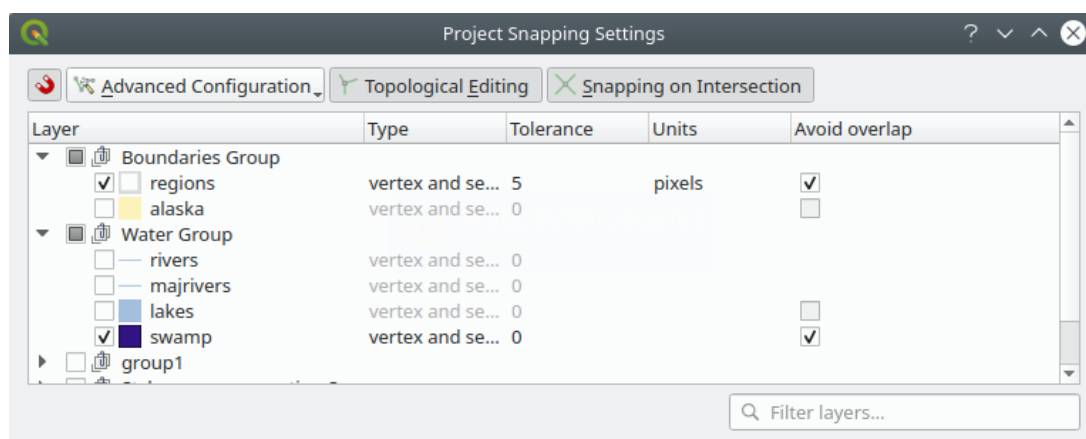 Project Snapping Settings
Advanced Configuration Topological Editing Snapping on Intersection
Layer Type Tolerance Units Avoid overlap
Boundaries Group
regions vertex and se... 5 pixels
alaska vertex and se... 0
Water Group
rivers vertex and se... 0
majrivers vertex and se... 0
lakes vertex and se... 0
swamp vertex and se... 0
group1
Filter layers...